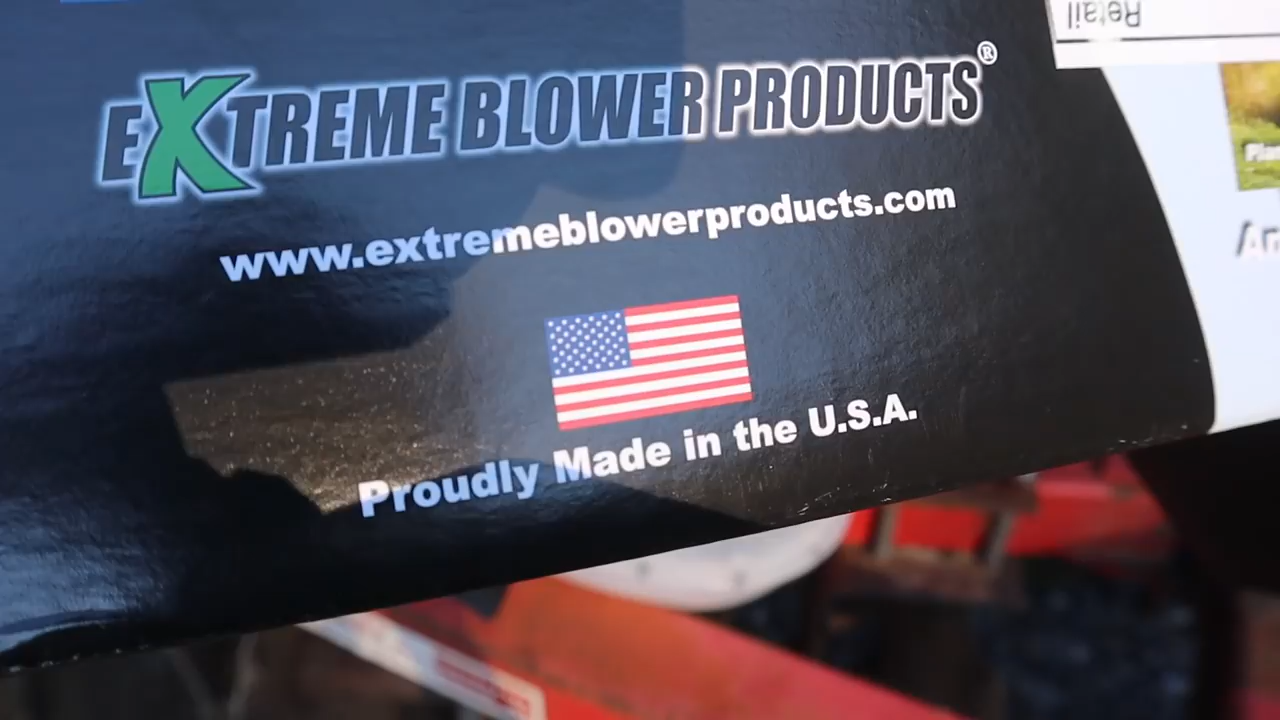 Retail
EXTREME BLOWER PRODUCTS®
www.extremeblowerproducts.com
Proudly Made in the U.S.A.